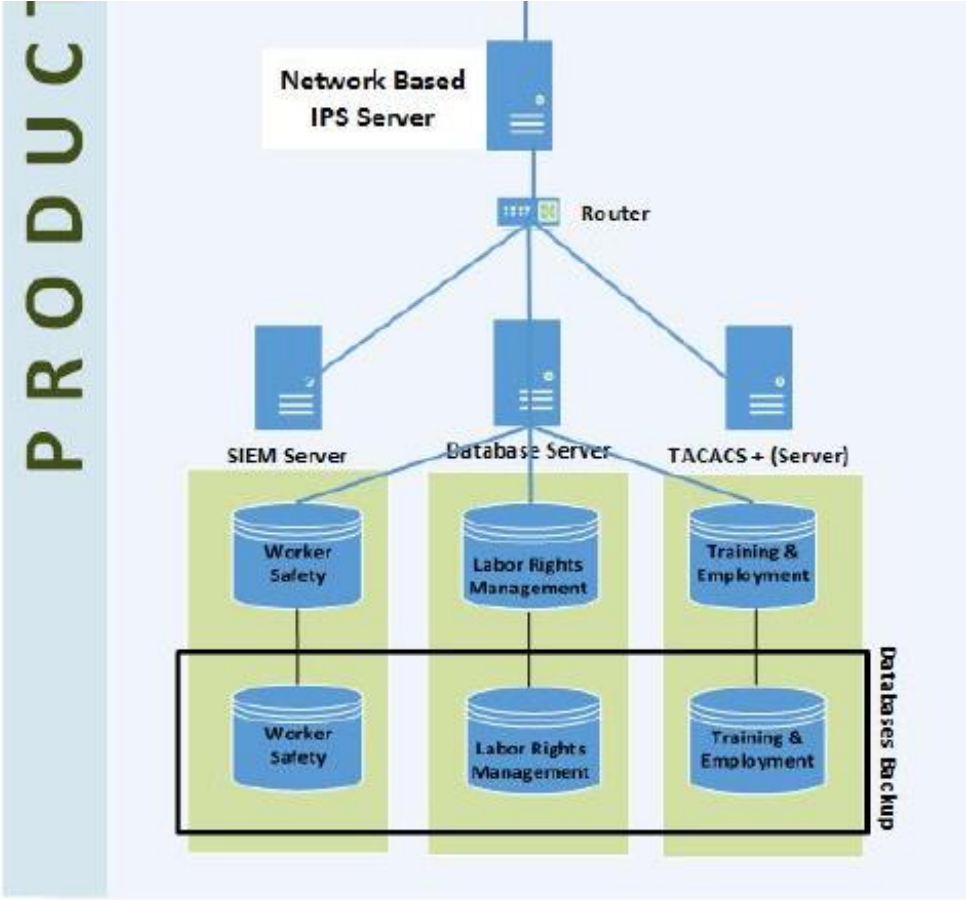 PRODUCT
Network Based
IPS Server
Router
SIEM Server
Database Server
TACACS + (Server)
Worker
Safety
Labor Rights
Management
Training &
Employment
Worker
Safety
Labor Rights
Management
Training &
Employment
Databases Backup